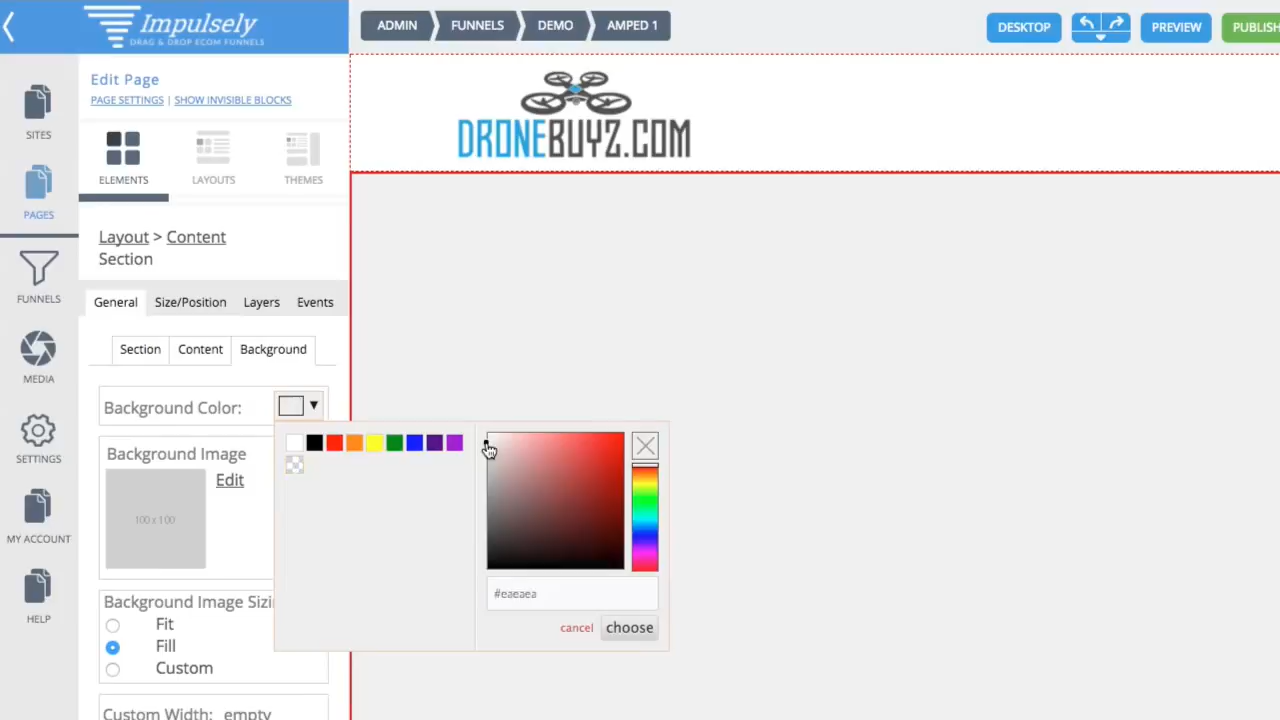 Impulsely
DRAG & DROP ECOM FUNNELS
ADMIN
FUNNELS
DEMO
AMPED 1
DESKTOP
PREVIEW
PUBLISH
Edit Page
PAGE SETTINGS | SHOW INVISIBLE BLOCKS
SITES
PAGES
FUNNELS
MEDIA
SETTINGS
MY ACCOUNT
HELP
ELEMENTS
LAYOUTS
THEMES
DRONEBUYZ.COM
Layout > Content
Section
General
Size/Position
Layers
Events
Section
Content
Background
Background Color:
Background Image
Edit
100 x 100
Background Image Sizi
Fit
Fill
Custom
Custom Width: empty
#eaeaea
cancel
choose